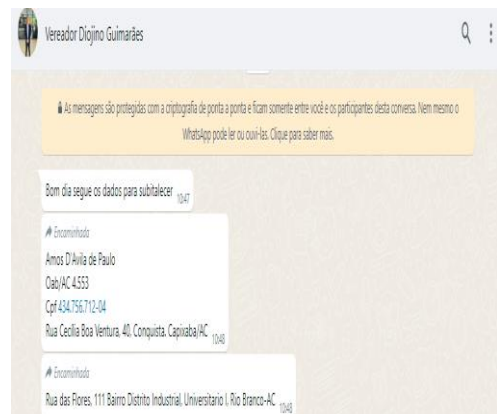 Vereador Diojino Guimarães
As mensagens são protegidas com a criptografia de ponta a ponta e ficam somente entre você e os participantes desta conversa. Nem mesmo o
WhatsApp pode ler ou ouvi-las. Clique para saber mais.
Bom dia segue os dados para subitalecer 10:47
Encaminhada
Amos D'Avila de Paulo
Oab/AC 4.553
Cpf 434.756.712-04
Rua Cecília Boa Ventura, 40, Conquista. Capixaba/AC 10:48
Encaminhada
Rua das Flores, 111 Bairro Distrito Industrial, Universitario I, Rio Branco-AC 10:48